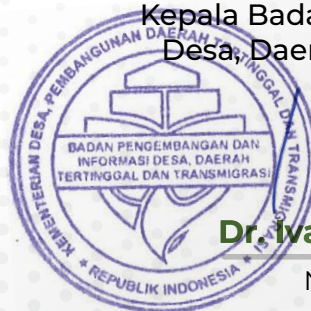 Kepala Bada
Desa, Daer
KEMENTERIAN DESA, PEMBANGUNAN DAERAH TERTINGGAL DAN TRANSMIGRASI
BADAN PENGEMBANGAN DAN
INFORMASI DESA, DAERAH
TERTINGGAL DAN TRANSMIGRASI
* REPUBLIK INDONESIA *
Dr. Iva
N